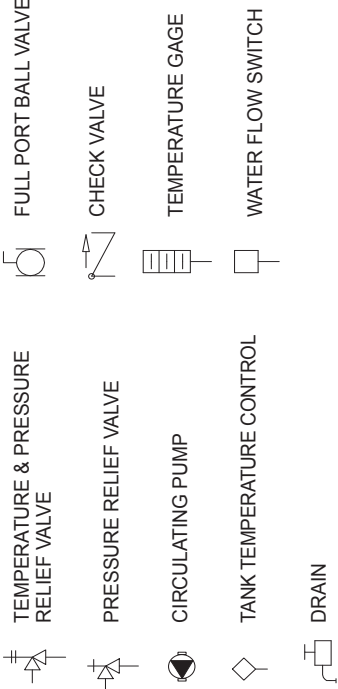 TEMPERATURE & PRESSURE
RELIEF VALVE
PRESSURE RELIEF VALVE
CIRCULATING PUMP
TANK TEMPERATURE CONTROL
DRAIN
FULL PORT BALL VALVE
CHECK VALVE
TEMPERATURE GAGE
WATER FLOW SWITCH